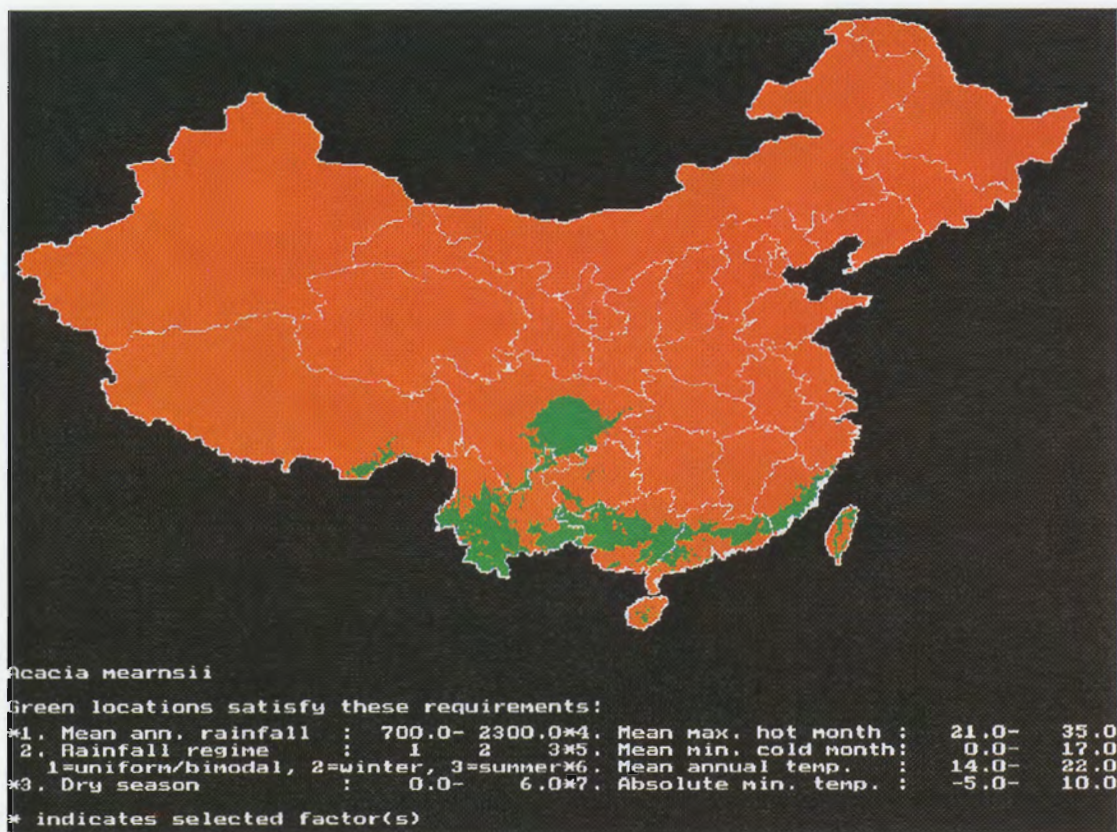 Acacia mearnsii
Green locations satisfy these requirements:
*1. Mean ann. rainfall : 700.0- 2300.0*4. Mean max. hot month : 21.0- 35.0
2. Rainfall regime : 1 2 3*5. Mean min. cold month: 0.0- 17.0
1=uniform/bimodal, 2=winter, 3=summer*6. Mean annual temp. : 14.0- 22.0
*3. Dry season : 0.0- 6.0*7. Absolute min. temp. : -5.0- 10.0
* indicates selected factor(s)